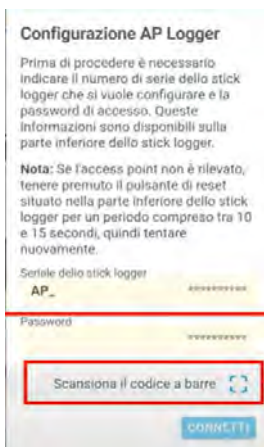 Configurazione AP Logger
Prima di procedere è necessario
indicare il numero di serie dello stick
logger che si vuole configurare e la
password di accesso. Queste
informazioni sono disponibili sulla
parte inferiore dello stick logger.
Nota: Se l'access point non è rilevato,
tenere premuto il pulsante di reset
situato nella parte inferiore dello stick
logger per un periodo compreso tra 10
e 15 secondi, quindi tentare
nuovamente.
Seriale dello stick logger
AP_ **********
Password
**********
Scansiona il codice a barre
CONNETTI